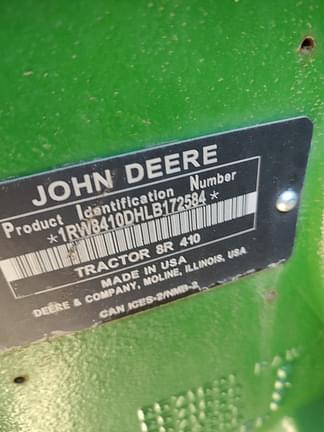 JOHN DEERE
Product Identification Number
*1RW8410DHLB172584*
TRACTOR 8R 410
MADE IN USA
DEERE & COMPANY, MOLINE, ILLINOIS, USA
CAN ICES-2/NMB-2